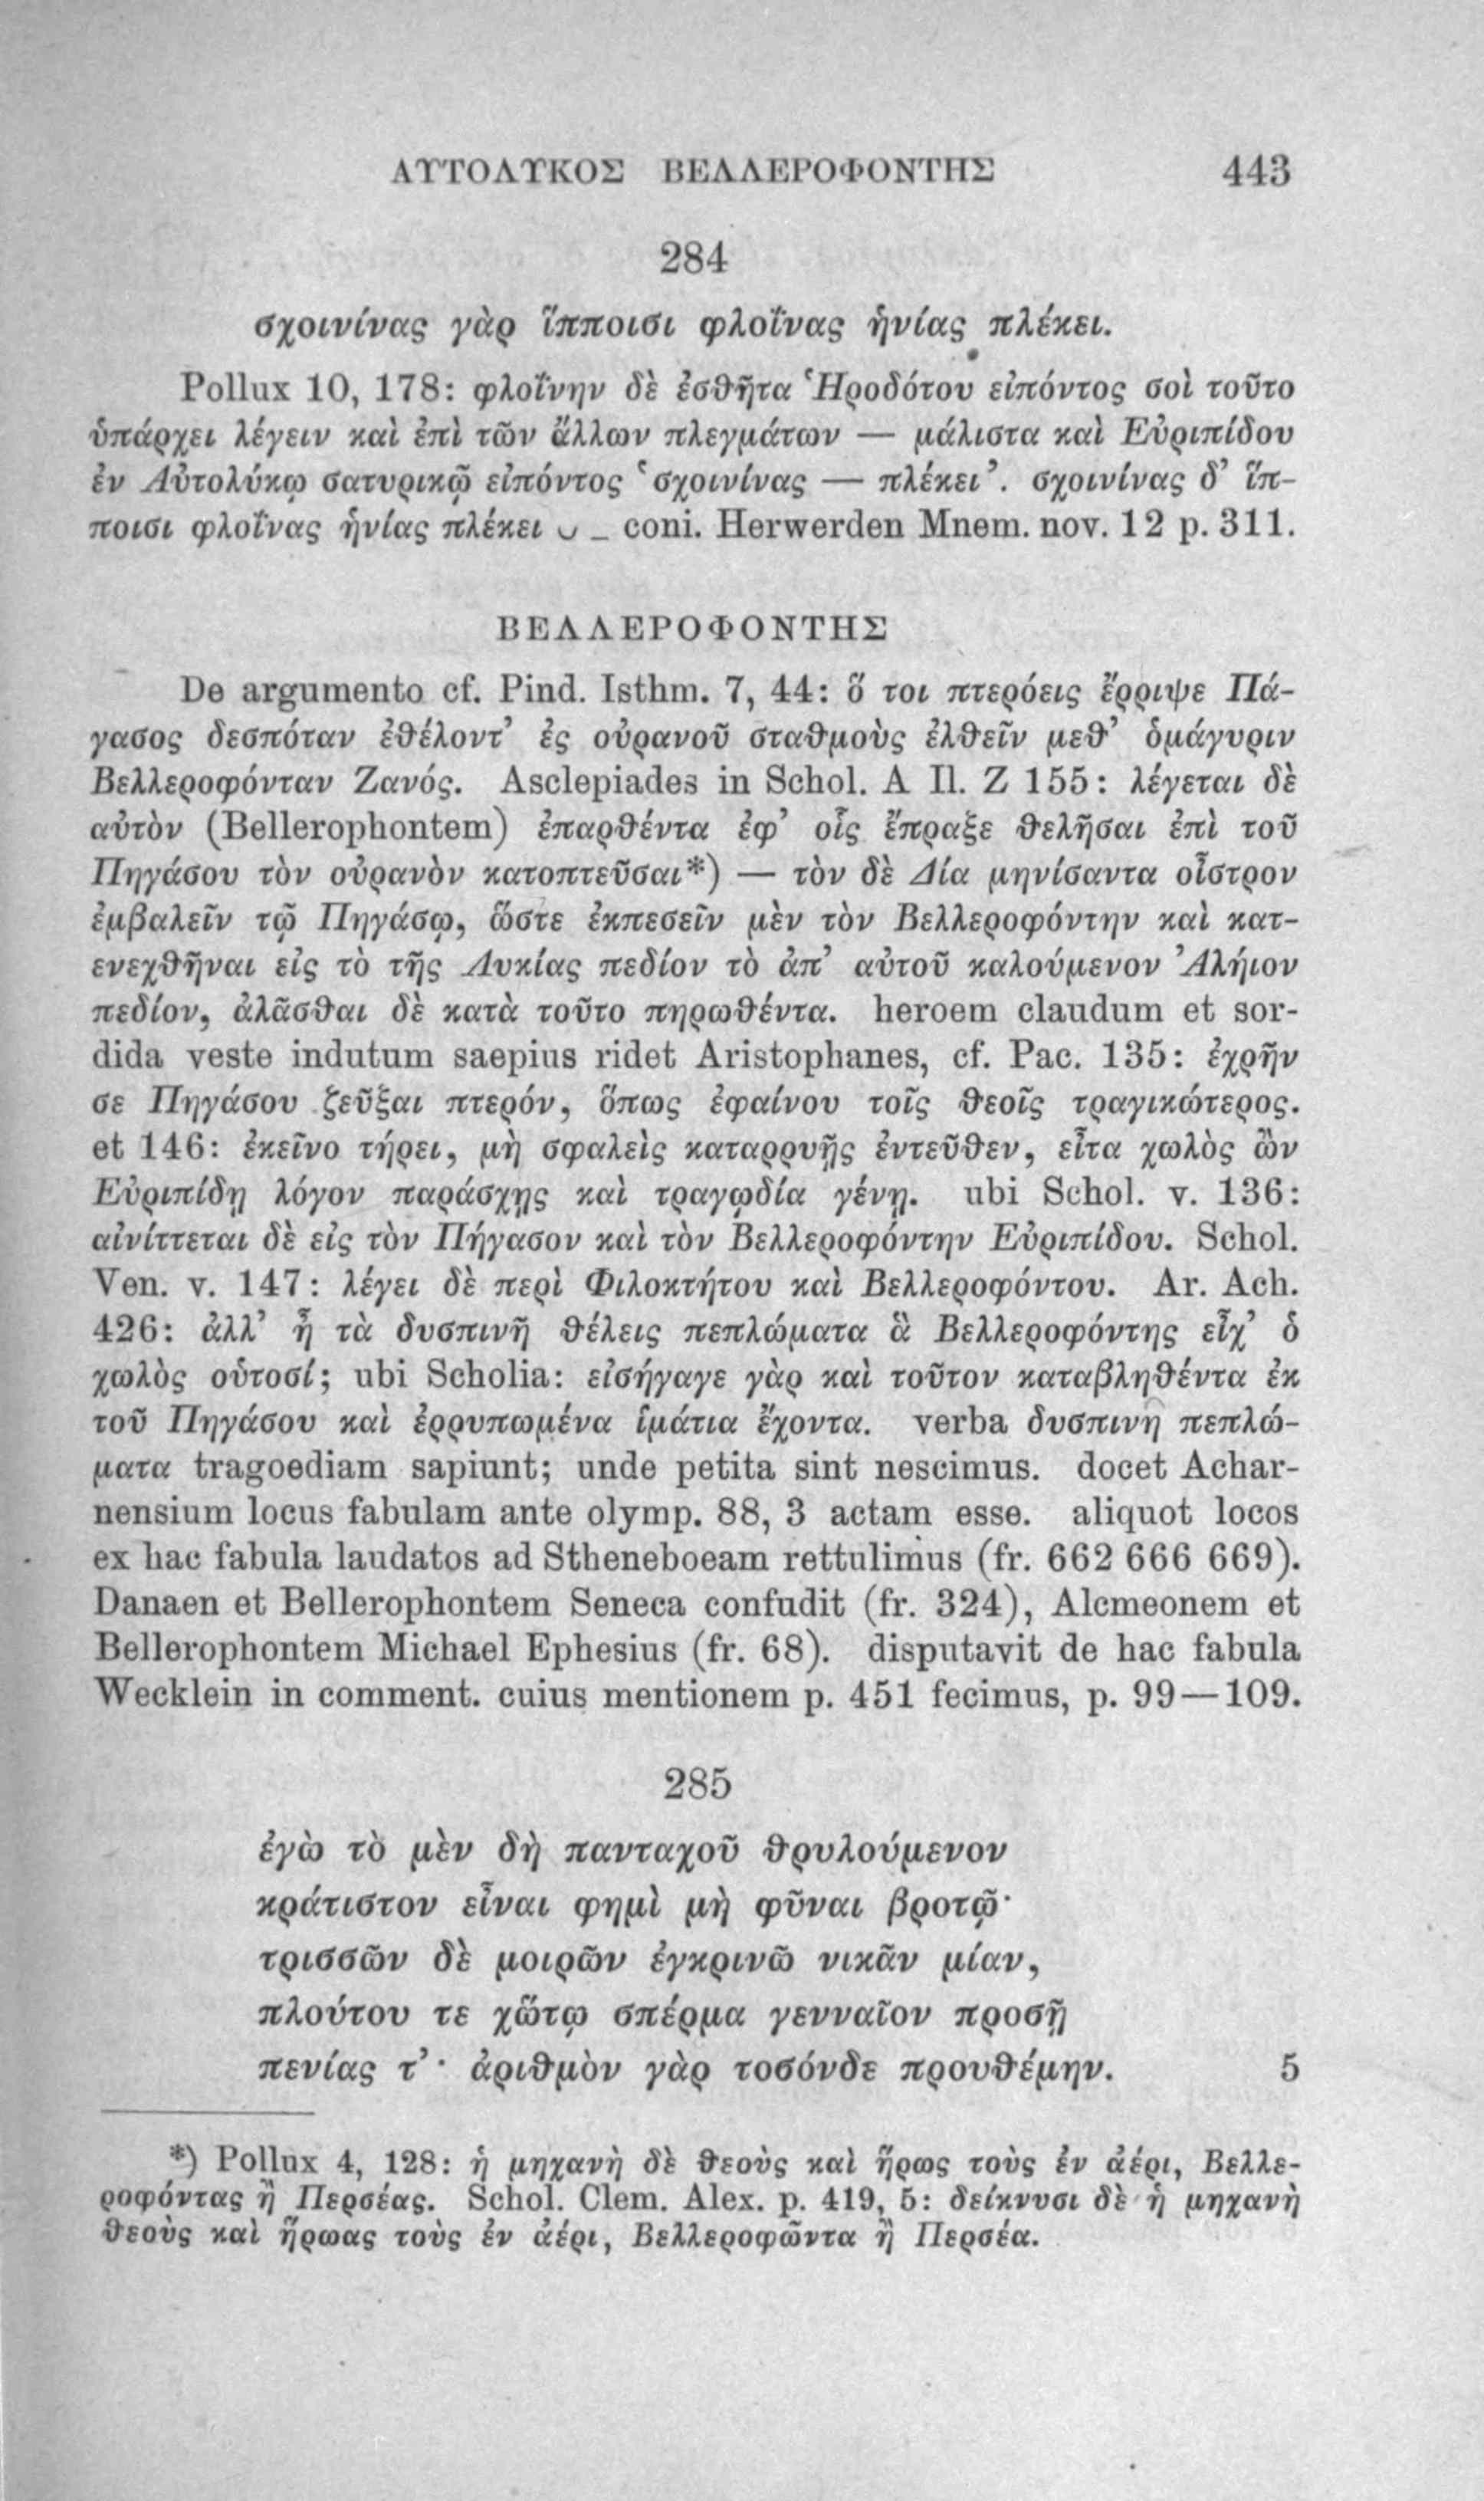 ΑΥΤΟΛΥΚΟΣ ΒΕΛΛΕΡΟΦΟΝΤΗΣ 443
284
σχοινίνας γὰρ ἵπποισι φλοΐνας ἡνίας πλέκει.
Pollux 10, 178: φλοΐνην δὲ ἐσθῆτα Ἡροδότου εἰπόντος σοὶ τοῦτο
ὑπάρχει λέγειν καὶ ἐπὶ τῶν ἄλλων πλεγμάτων — μάλιστα καὶ Εὐριπίδου
ἐν Αὐτολύκῳ σατυρικῷ εἰπόντος ‘σχοινίνας — πλέκει’. σχοινίνας δ’ ἵπ-
ποισι φλοΐνας ἡνίας πλέκει ᴗ _ coni. Herwerden Mnem. nov. 12 p. 311.
ΒΕΛΛΕΡΟΦΟΝΤΗΣ
De argumento cf. Pind. Isthm. 7, 44: ὅ τοι πτερόεις ἔρριψε Πά-
γασος δεσπόταν ἐθέλοντ’ ἐς οὐρανοῦ σταθμοὺς ἐλθεῖν μεθ’ ὁμάγυριν
Βελλεροφόνταν Ζανός. Asclepiades in Schol. A Il. Z 155: λέγεται δὲ
αὐτὸν (Bellerophontem) ἐπαρθέντα ἐφ’ οἷς ἔπραξε θελῆσαι ἐπὶ τοῦ
Πηγάσου τὸν οὐρανὸν κατοπτεῦσαι*) — τὸν δὲ Δία μηνίσαντα οἶστρον
ἐμβαλεῖν τῷ Πηγάσῳ, ὥστε ἐκπεσεῖν μὲν τὸν Βελλεροφόντην καὶ κατ-
ενεχθῆναι εἰς τὸ τῆς Λυκίας πεδίον τὸ ἀπ’ αὐτοῦ καλούμενον Ἀλήιον
πεδίον, ἀλᾶσθαι δὲ κατὰ τοῦτο πηρωθέντα. heroem claudum et sor-
dida veste indutum saepius ridet Aristophanes, cf. Pac. 135: ἐχρῆν
σε Πηγάσου ζεῦξαι πτερόν, ὅπως ἐφαίνου τοῖς θεοῖς τραγικώτερος.
et 146: ἐκεῖνο τήρει, μὴ σφαλεὶς καταρρυῇς ἐντεῦθεν, εἶτα χωλὸς ὢν
Εὐριπίδῃ λόγον παράσχῃς καὶ τραγῳδία γένῃ. ubi Schol. v. 136:
αἰνίττεται δὲ εἰς τὸν Πήγασον καὶ τὸν Βελλεροφόντην Εὐριπίδου. Schol.
Ven. v. 147: λέγει δὲ περὶ Φιλοκτήτου καὶ Βελλεροφόντου. Ar. Ach.
426: ἀλλ’ ἦ τὰ δυσπινῆ θέλεις πεπλώματα ἃ Βελλεροφόντης εἶχ’ ὁ
χωλὸς οὑτοσί; ubi Scholia: εἰσήγαγε γὰρ καὶ τοῦτον καταβληθέντα ἐκ
τοῦ Πηγάσου καὶ ἐρρυπωμένα ἱμάτια ἔχοντα. verba δυσπινῆ πεπλώ-
ματα tragoediam sapiunt; unde petita sint nescimus. docet Achar-
nensium locus fabulam ante olymp. 88, 3 actam esse. aliquot locos
ex hac fabula laudatos ad Stheneboeam rettulimus (fr. 662 666 669).
Danaen et Bellerophontem Seneca confudit (fr. 324), Alcmeonem et
Bellerophontem Michael Ephesius (fr. 68). disputavit de hac fabula
Wecklein in comment. cuius mentionem p. 451 fecimus, p. 99—109.
285
ἐγὼ τὸ μὲν δὴ πανταχοῦ θρυλούμενον
κράτιστον εἶναι φημὶ μὴ φῦναι βροτῷ·
τρισσῶν δὲ μοιρῶν ἐγκρινῶ νικᾶν μίαν,
πλούτου τε χὤτῳ σπέρμα γενναῖον προσῇ
πενίας τ’· ἀριθμὸν γὰρ τοσόνδε προυθέμην. 5
*) Pollux 4, 128: ἡ μηχανὴ δὲ θεοὺς καὶ ἥρως τοὺς ἐν ἀέρι, Βελλε-
ροφόντας ἢ Περσέας. Schol. Clem. Alex. p. 419, 5: δείκνυσι δὲ ἡ μηχανὴ
θεοὺς καὶ ἥρωας τοὺς ἐν ἀέρι, Βελλεροφῶντα ἢ Περσέα.